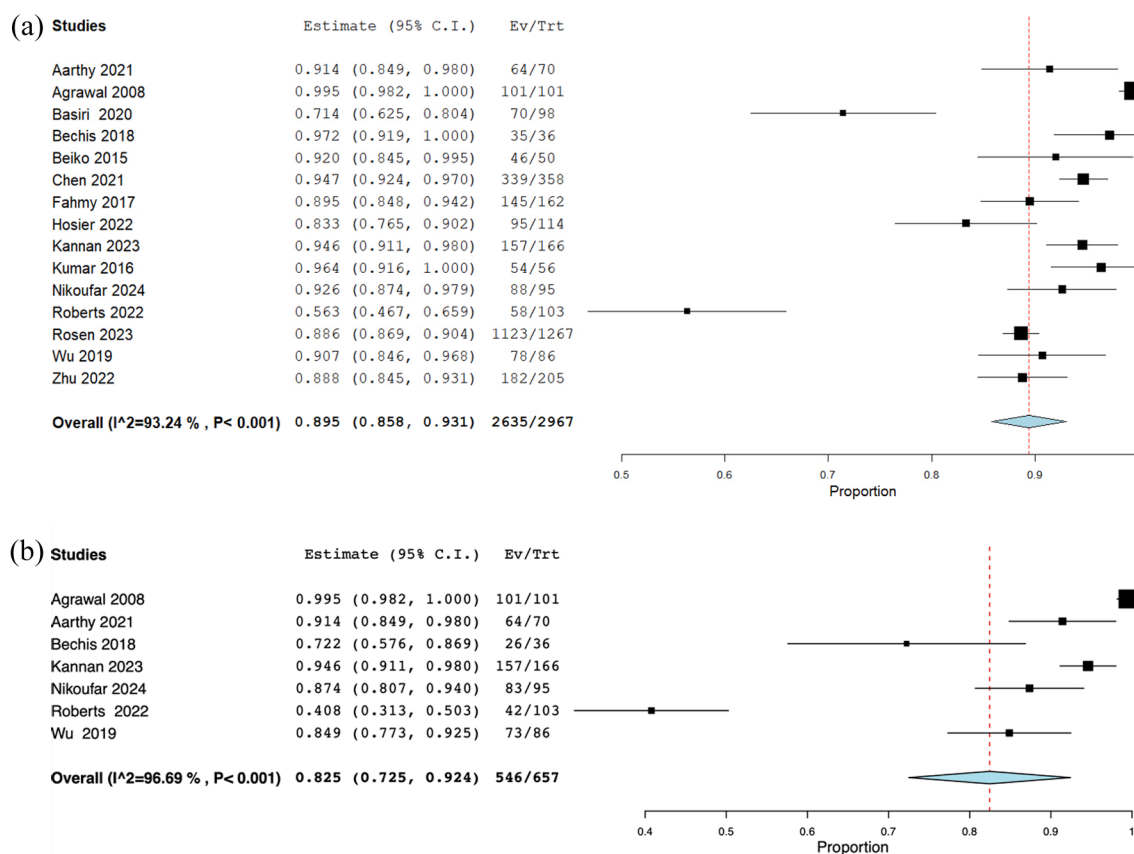 (a) Studies Estimate (95% C.I.) Ev/Trt
Aarthy 2021 0.914 (0.849, 0.980) 64/70
Agrawal 2008 0.995 (0.982, 1.000) 101/101
Basiri 2020 0.714 (0.625, 0.804) 70/98
Bechis 2018 0.972 (0.919, 1.000) 35/36
Beiko 2015 0.920 (0.845, 0.995) 46/50
Chen 2021 0.947 (0.924, 0.970) 339/358
Fahmy 2017 0.895 (0.848, 0.942) 145/162
Hosier 2022 0.833 (0.765, 0.902) 95/114
Kannan 2023 0.946 (0.911, 0.980) 157/166
Kumar 2016 0.964 (0.916, 1.000) 54/56
Nikoufar 2024 0.926 (0.874, 0.979) 88/95
Roberts 2022 0.563 (0.467, 0.659) 58/103
Rosen 2023 0.886 (0.869, 0.904) 1123/1267
Wu 2019 0.907 (0.846, 0.968) 78/86
Zhu 2022 0.888 (0.845, 0.931) 182/205
Overall (I^2=93.24 % , P< 0.001) 0.895 (0.858, 0.931) 2635/2967
0.5 0.6 0.7 0.8 0.9
Proportion
(b) Studies Estimate (95% C.I.) Ev/Trt
Agrawal 2008 0.995 (0.982, 1.000) 101/101
Aarthy 2021 0.914 (0.849, 0.980) 64/70
Bechis 2018 0.722 (0.576, 0.869) 26/36
Kannan 2023 0.946 (0.911, 0.980) 157/166
Nikoufar 2024 0.874 (0.807, 0.940) 83/95
Roberts 2022 0.408 (0.313, 0.503) 42/103
Wu 2019 0.849 (0.773, 0.925) 73/86
Overall (I^2=96.69 % , P< 0.001) 0.825 (0.725, 0.924) 546/657
0.4 0.5 0.6 0.7 0.8 0.9 1
Proportion